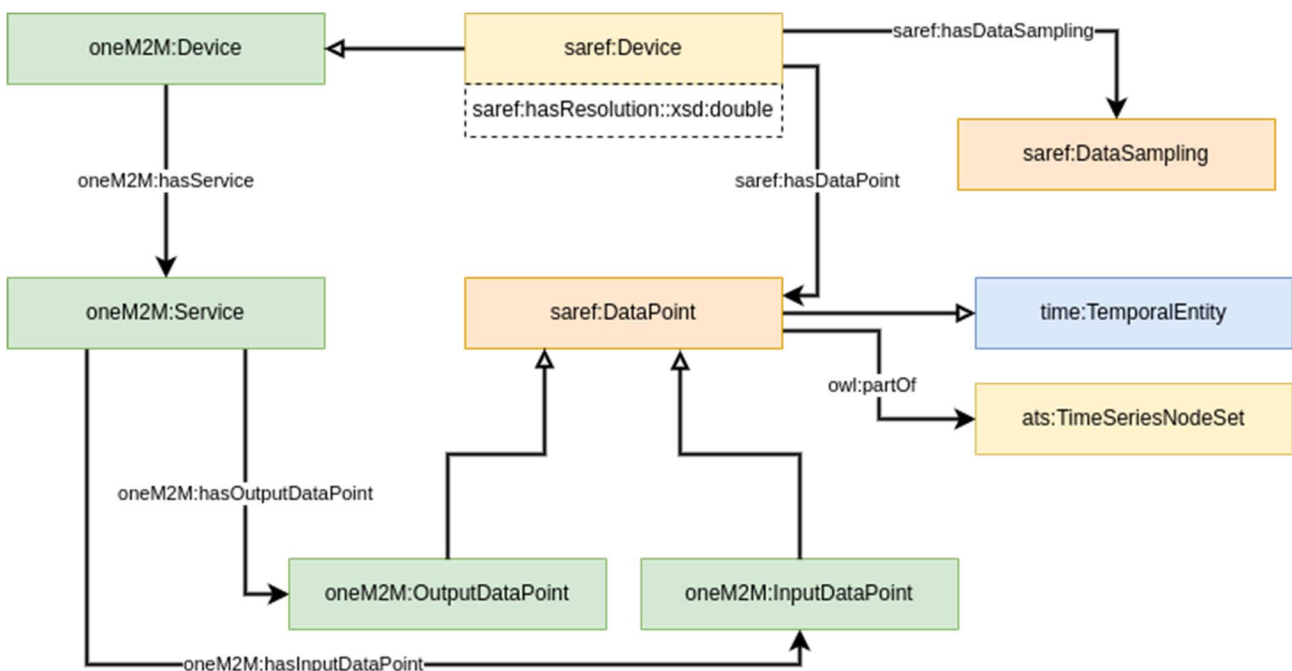 oneM2M:Device
saref:Device
saref:hasDataSampling
saref:hasResolution::xsd:double
saref:DataSampling
oneM2M:hasService
saref:hasDataPoint
oneM2M:Service
saref:DataPoint
time:TemporalEntity
owl:partOf
ats:TimeSeriesNodeSet
oneM2M:hasOutputDataPoint
oneM2M:OutputDataPoint
oneM2M:InputDataPoint
oneM2M:hasInputDataPoint